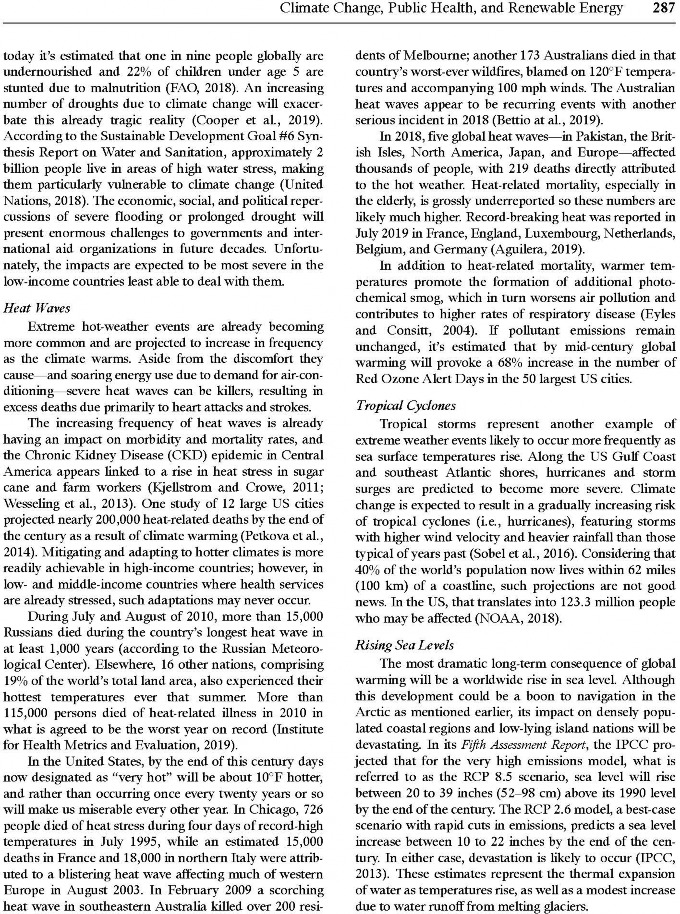 Climate Change, Public Health, and Renewable Energy 287
today it's estimated that one in nine people globally are
undernourished and 22% of children under age 5 are
stunted due to malnutrition (FAO, 2018). An increasing
number of droughts due to climate change will exacer-
bate this already tragic reality (Cooper et al., 2019).
According to the Sustainable Development Goal #6 Syn-
thesis Report on Water and Sanitation, approximately 2
billion people live in areas of high water stress, making
them particularly vulnerable to climate change (United
Nations, 2018). The economic, social, and political reper-
cussions of severe flooding or prolonged drought will
present enormous challenges to governments and inter-
national aid organizations in future decades. Unfortu-
nately, the impacts are expected to be most severe in the
low-income countries least able to deal with them.
Heat Waves
Extreme hot-weather events are already becoming
more common and are projected to increase in frequency
as the climate warms. Aside from the discomfort they
cause—and soaring energy use due to demand for air-con-
ditioning—severe heat waves can be killers, resulting in
excess deaths due primarily to heart attacks and strokes.
The increasing frequency of heat waves is already
having an impact on morbidity and mortality rates, and
the Chronic Kidney Disease (CKD) epidemic in Central
America appears linked to a rise in heat stress in sugar
cane and farm workers (Kjellstrom and Crowe, 2011;
Wesseling et al., 2013). One study of 12 large US cities
projected nearly 200,000 heat-related deaths by the end of
the century as a result of climate warming (Petkova et al.,
2014). Mitigating and adapting to hotter climates is more
readily achievable in high-income countries; however, in
low- and middle-income countries where health services
are already stressed, such adaptations may never occur.
During July and August of 2010, more than 15,000
Russians died during the country's longest heat wave in
at least 1,000 years (according to the Russian Meteoro-
logical Center). Elsewhere, 16 other nations, comprising
19% of the world's total land area, also experienced their
hottest temperatures ever that summer. More than
115,000 persons died of heat-related illness in 2010 in
what is agreed to be the worst year on record (Institute
for Health Metrics and Evaluation, 2019).
In the United States, by the end of this century days
now designated as "very hot" will be about 10°F hotter,
and rather than occurring once every twenty years or so
will make us miserable every other year. In Chicago, 726
people died of heat stress during four days of record-high
temperatures in July 1995, while an estimated 15,000
deaths in France and 18,000 in northern Italy were attrib-
uted to a blistering heat wave affecting much of western
Europe in August 2003. In February 2009 a scorching
heat wave in southeastern Australia killed over 200 resi-
dents of Melbourne; another 173 Australians died in that
country's worst-ever wildfires, blamed on 120°F tempera-
tures and accompanying 100 mph winds. The Australian
heat waves appear to be recurring events with another
serious incident in 2018 (Bettio at al., 2019).
In 2018, five global heat waves—in Pakistan, the Brit-
ish Isles, North America, Japan, and Europe—affected
thousands of people, with 219 deaths directly attributed
to the hot weather. Heat-related mortality, especially in
the elderly, is grossly underreported so these numbers are
likely much higher. Record-breaking heat was reported in
July 2019 in France, England, Luxembourg, Netherlands,
Belgium, and Germany (Aguilera, 2019).
In addition to heat-related mortality, warmer tem-
peratures promote the formation of additional photo-
chemical smog, which in turn worsens air pollution and
contributes to higher rates of respiratory disease (Eyles
and Consitt, 2004). If pollutant emissions remain
unchanged, it's estimated that by mid-century global
warming will provoke a 68% increase in the number of
Red Ozone Alert Days in the 50 largest US cities.
Tropical Cyclones
Tropical storms represent another example of
extreme weather events likely to occur more frequently as
sea surface temperatures rise. Along the US Gulf Coast
and southeast Atlantic shores, hurricanes and storm
surges are predicted to become more severe. Climate
change is expected to result in a gradually increasing risk
of tropical cyclones (i.e., hurricanes), featuring storms
with higher wind velocity and heavier rainfall than those
typical of years past (Sobel et al., 2016). Considering that
40% of the world's population now lives within 62 miles
(100 km) of a coastline, such projections are not good
news. In the US, that translates into 123.3 million people
who may be affected (NOAA, 2018).
Rising Sea Levels
The most dramatic long-term consequence of global
warming will be a worldwide rise in sea level. Although
this development could be a boon to navigation in the
Arctic as mentioned earlier, its impact on densely popu-
lated coastal regions and low-lying island nations will be
devastating. In its Fifth Assessment Report, the IPCC pro-
jected that for the very high emissions model, what is
referred to as the RCP 8.5 scenario, sea level will rise
between 20 to 39 inches (52–98 cm) above its 1990 level
by the end of the century. The RCP 2.6 model, a best-case
scenario with rapid cuts in emissions, predicts a sea level
increase between 10 to 22 inches by the end of the cen-
tury. In either case, devastation is likely to occur (IPCC,
2013). These estimates represent the thermal expansion
of water as temperatures rise, as well as a modest increase
due to water runoff from melting glaciers.